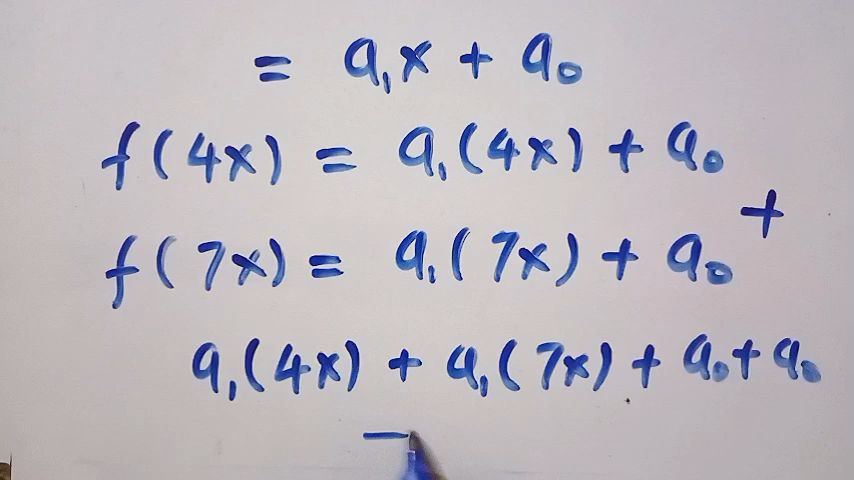 = a₁x + a₀
f(4x) = a₁(4x) + a₀
+
f(7x) = a₁(7x) + a₀
a₁(4x) + a₁(7x) + a₀ + a₀